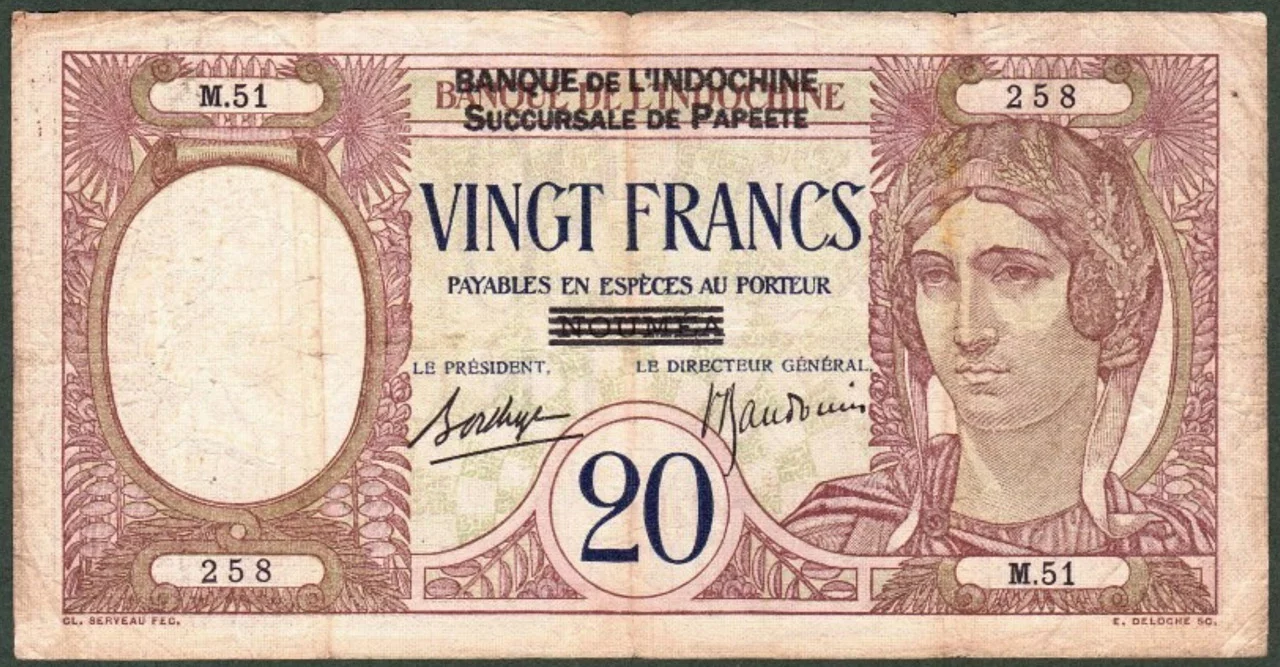 M.51
258
BANQUE DE L'INDOCHINE
BANQUE DE L'INDOCHINE
SUCCURSALE DE PAPEETE
VINGT FRANCS
PAYABLES EN ESPÈCES AU PORTEUR
NOUMÉA
LE PRÉSIDENT, LE DIRECTEUR GÉNÉRAL,
20
258
M.51
CL. SERVEAU FEC. E. DELOCHE SC.